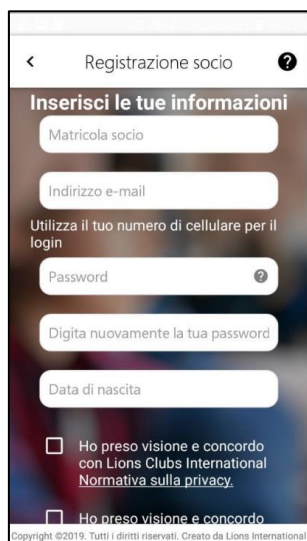 Registrazione socio
Inserisci le tue informazioni
Matricola socio
Indirizzo e-mail
Utilizza il tuo numero di cellulare per il
login
Password
Digita nuovamente la tua password
Data di nascita
Ho preso visione e concordo
con Lions Clubs International
Normativa sulla privacy.
Ho preso visione e concordo
Copyright ©2019. Tutti i diritti riservati. Creato da Lions International